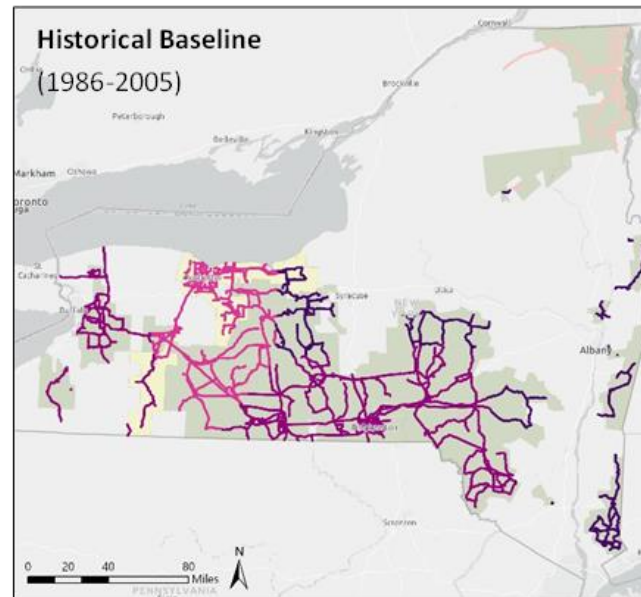 Historical Baseline
(1986-2005)
Cornwall
Brockville
Peterborough
Belleville
Kingston
Markham
Oshawa
Toronto
St.
Catharines
Syracuse
Utica
Buffalo
NEW
Albany
Scranton
N
0 20 40 80
Miles
PENNSYLVANIA